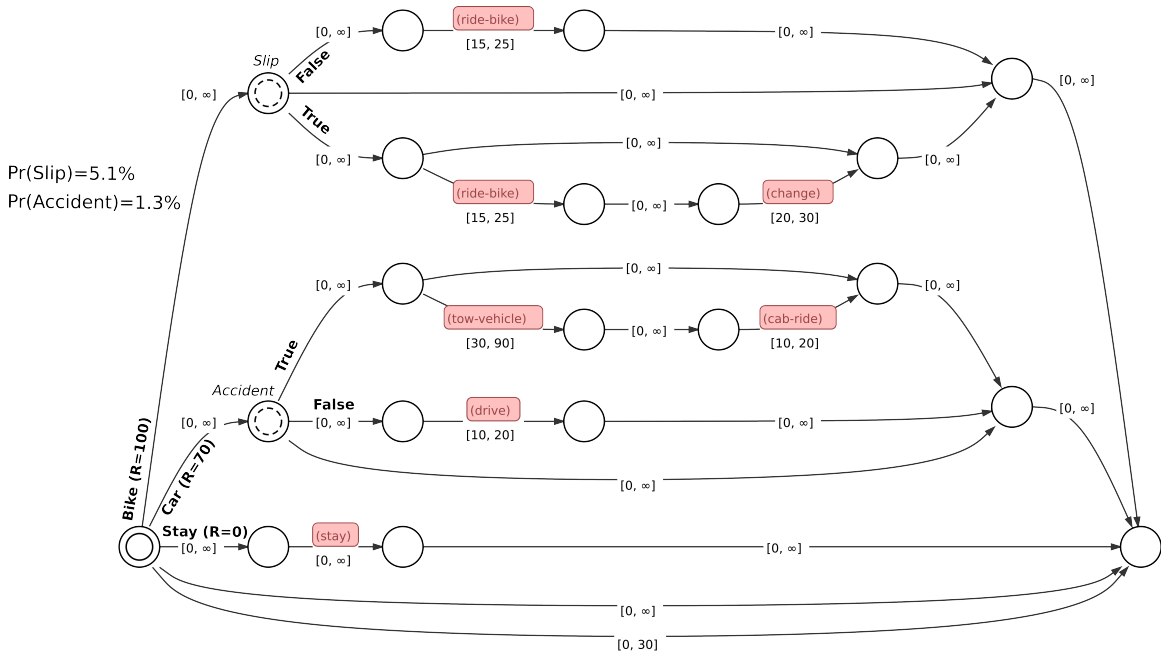 (ride-bike)
[0, ∞]
[0, ∞]
[15, 25]
Slip
False
[0, ∞]
[0, ∞]
[0, ∞]
True
[0, ∞]
[0, ∞]
[0, ∞]
Pr(Slip)=5.1%
(ride-bike)
(change)
Pr(Accident)=1.3%
[0, ∞]
[15, 25]
[20, 30]
[0, ∞]
[0, ∞]
[0, ∞]
(tow-vehicle)
(cab-ride)
[0, ∞]
[30, 90]
[10, 20]
True
Accident
False
(drive)
[0, ∞]
[0, ∞]
[0, ∞]
[0, ∞]
[10, 20]
Bike (R=100)
Car (R=70)
[0, ∞]
Stay (R=0)
(stay)
[0, ∞]
[0, ∞]
[0, ∞]
[0, ∞]
[0, 30]